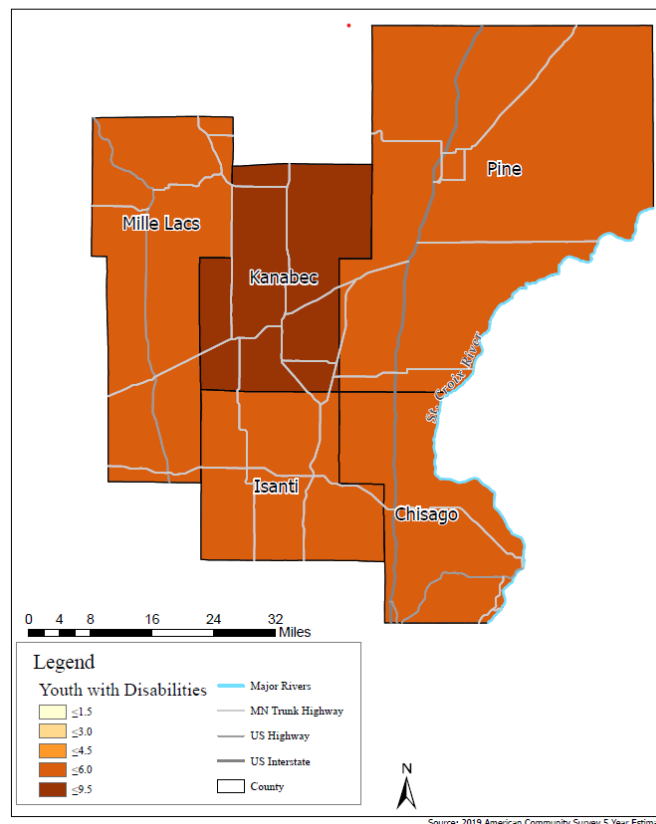 Pine
Mille Lacs
Kanabec
St. Croix River
Isanti
Chisago
0 4 8 16 24 32
Miles
Legend
Youth with Disabilities
≤1.5
≤3.0
≤4.5
≤6.0
≤9.5
Major Rivers
MN Trunk Highway
US Highway
US Interstate
County
N
Source: 2019 American Community Survey 5 Year Estima